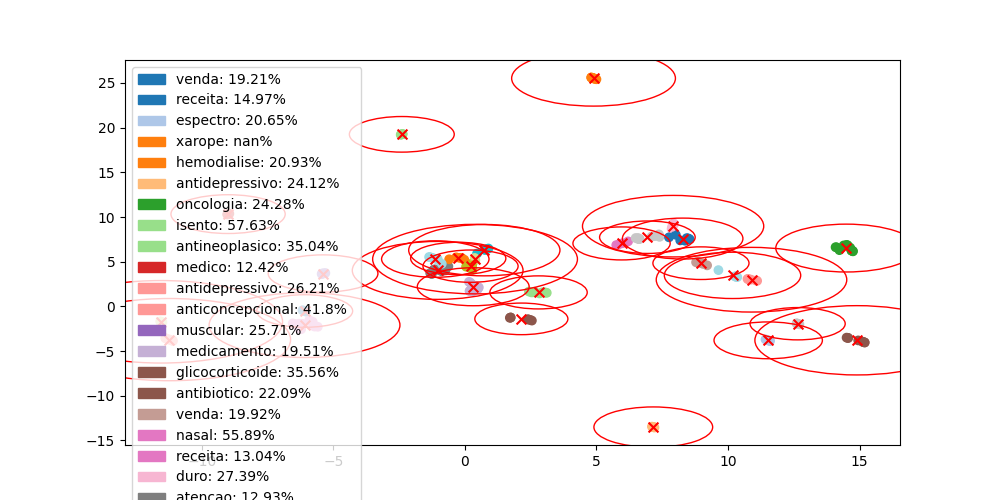 25
20
15
10
5
0
−5
−10
−15
venda: 19.21%
receita: 14.97%
espectro: 20.65%
xarope: nan%
hemodialise: 20.93%
antidepressivo: 24.12%
oncologia: 24.28%
isento: 57.63%
antineoplasico: 35.04%
medico: 12.42%
antidepressivo: 26.21%
anticoncepcional: 41.8%
muscular: 25.71%
medicamento: 19.51%
glicocorticoide: 35.56%
antibiotico: 22.09%
venda: 19.92%
nasal: 55.89%
receita: 13.04%
duro: 27.39%
atencao: 12.93%
−10 −5 0 5 10 15